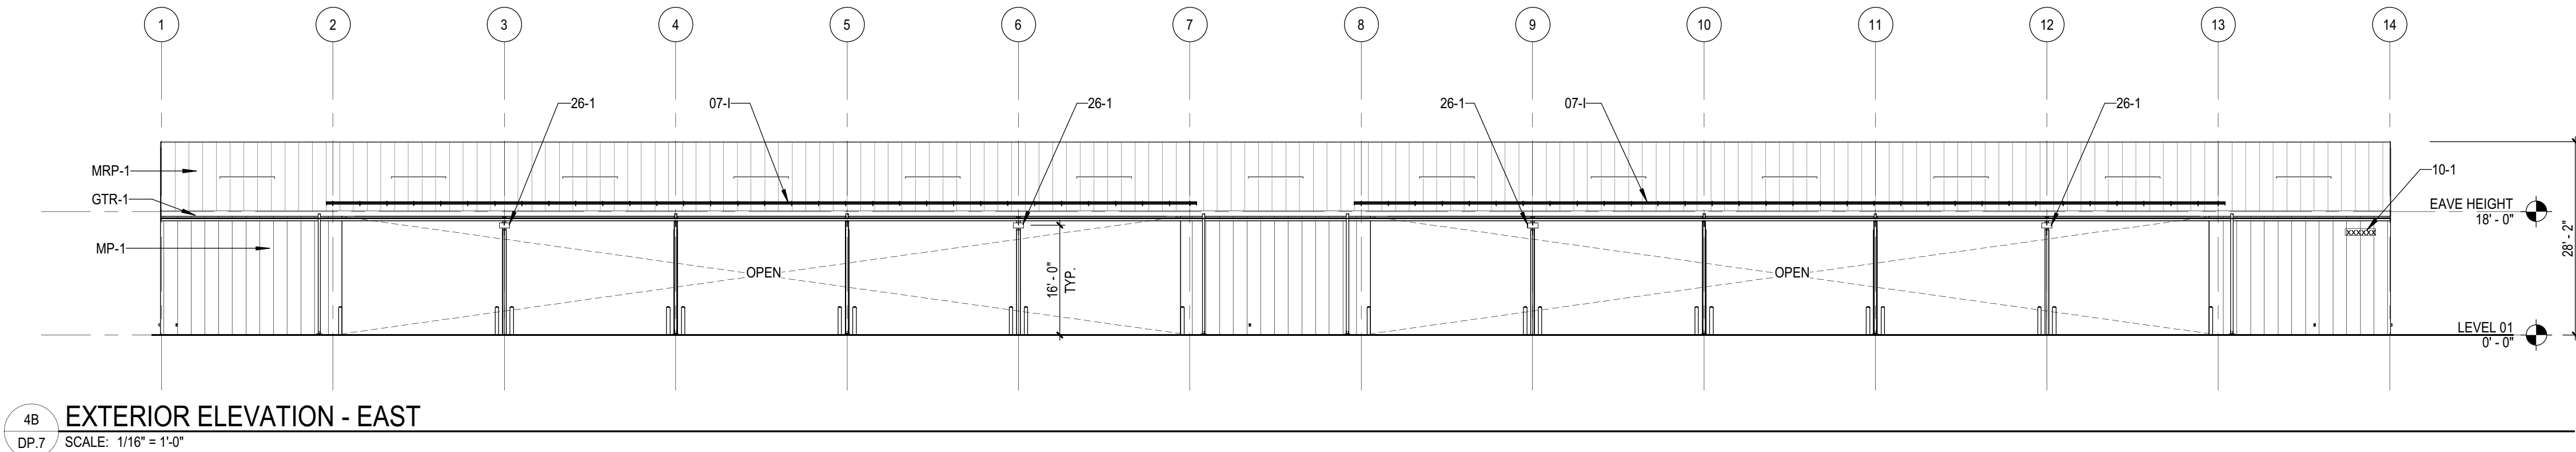 1 2 3 4 5 6 7 8 9 10 11 12 13 14
26-1 07-I 26-1 26-1 07-I 26-1
MRP-1
10-1
GTR-1
EAVE HEIGHT
18' - 0"
28' - 2"
XXXXXX
MP-1
OPEN
OPEN
16' - 0"
TYP.
LEVEL 01
0' - 0"
4B
EXTERIOR ELEVATION - EAST
DP.7
SCALE: 1/16" = 1'-0"